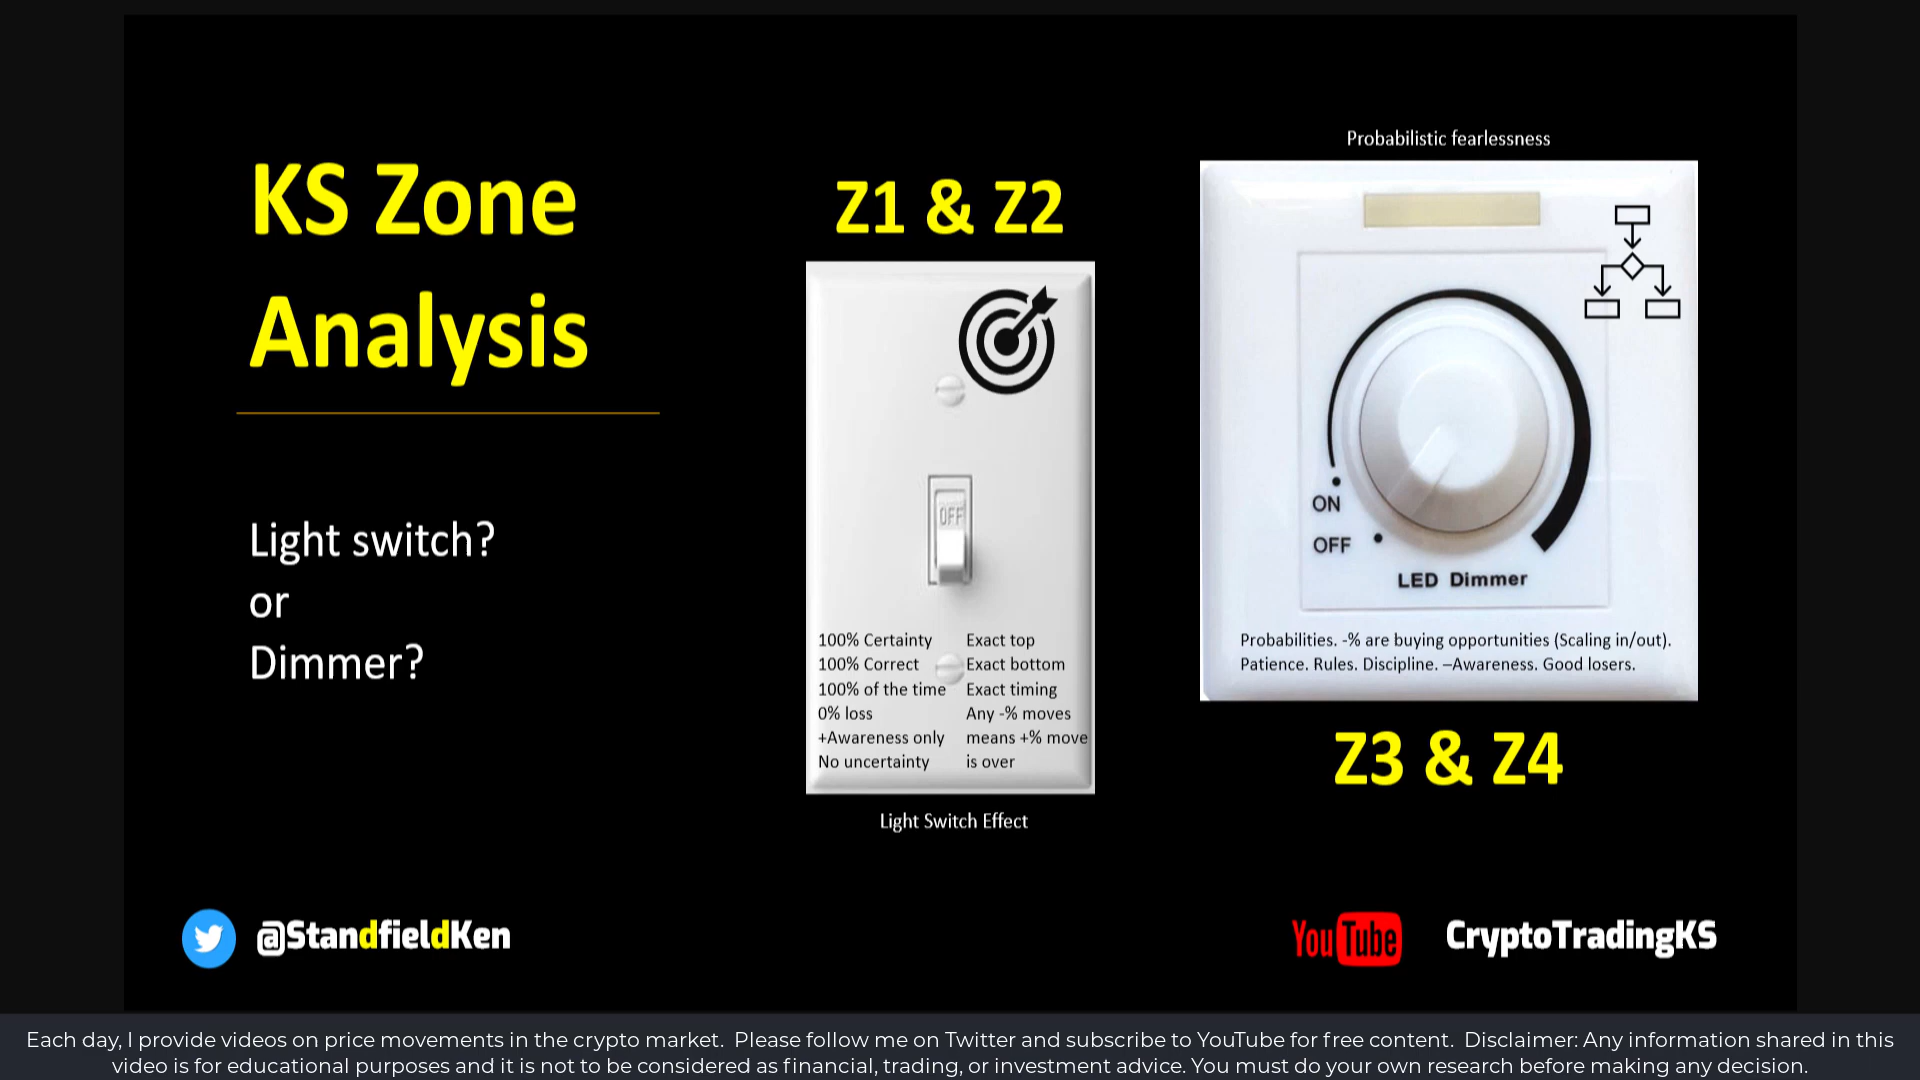 KS Zone
Analysis
Light switch?
or
Dimmer?
Z1 & Z2
OFF
100% Certainty
100% Correct
100% of the time
0% loss
+Awareness only
No uncertainty
Exact top
Exact bottom
Exact timing
Any -% moves
means +% move
is over
Light Switch Effect
Probabilistic fearlessness
ON
OFF
LED Dimmer
Probabilities. -% are buying opportunities (Scaling in/out).
Patience. Rules. Discipline. –Awareness. Good losers.
Z3 & Z4
@StandfieldKen
YouTube
CryptoTradingKS
Each day, I provide videos on price movements in the crypto market. Please follow me on Twitter and subscribe to YouTube for free content. Disclaimer: Any information shared in this
video is for educational purposes and it is not to be considered as financial, trading, or investment advice. You must do your own research before making any decision.